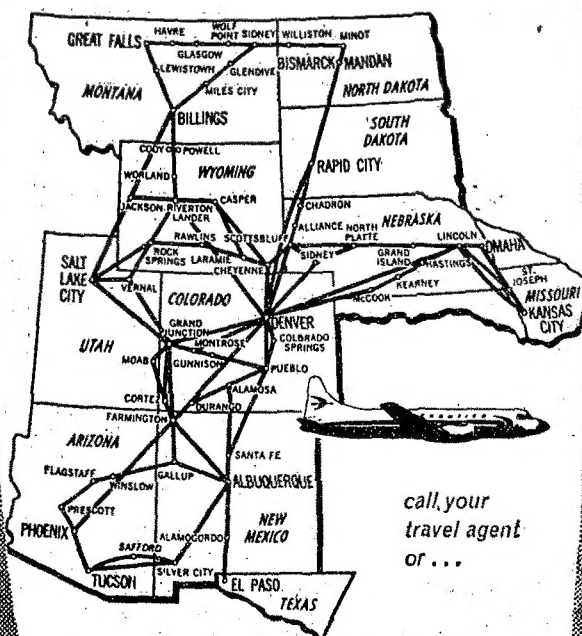 HAVRE
WOLF POINT
SIDNEY
WILLISTON
MINOT
GREAT FALLS
GLASGOW
LEWISTOWN
GLENDIVE
MILES CITY
BISMARCK
MANDAN
NORTH DAKOTA
MONTANA
BILLINGS
CODY
POWELL
SOUTH DAKOTA
WYOMING
RAPID CITY
WORLAND
JACKSON
RIVERTON
LANDER
CASPER
CHADRON
NEBRASKA
RAWLINS
SCOTTSBLUFF
ALLIANCE
NORTH PLATTE
LINCOLN
OMAHA
SALT LAKE CITY
ROCK SPRINGS
LARAMIE
CHEYENNE
SIDNEY
GRAND ISLAND
HASTINGS
VERNAL
COLORADO
KEARNEY
ST. JOSEPH
MISSOURI
McCOOK
KANSAS CITY
GRAND JUNCTION
DENVER
UTAH
MONTROSE
COLORADO SPRINGS
MOAB
GUNNISON
PUEBLO
ALAMOSA
CORTEZ
DURANGO
FARMINGTON
ARIZONA
SANTA FE
FLAGSTAFF
WINSLOW
GALLUP
ALBUQUERQUE
PRESCOTT
NEW MEXICO
PHOENIX
ALAMOGORDO
SAFFORD
SILVER CITY
TUCSON
EL PASO
TEXAS
call your
travel agent
or ...